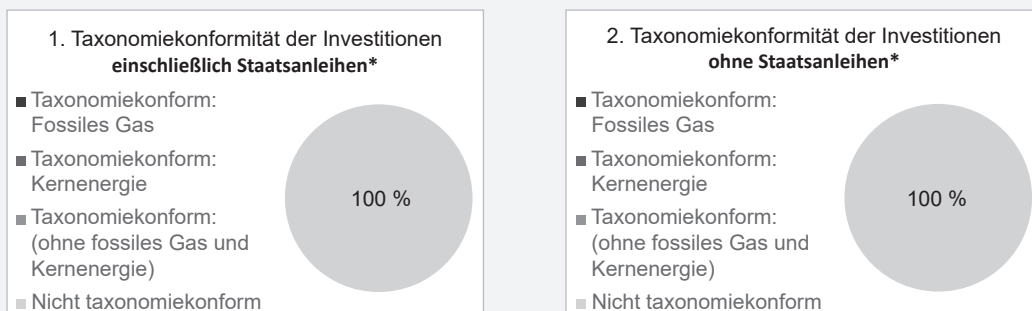 1. Taxonomiekonformität der Investitionen
einschließlich Staatsanleihen*
Taxonomiekonform:
Fossiles Gas
Taxonomiekonform:
Kernenergie
Taxonomiekonform:
(ohne fossiles Gas und
Kernenergie)
Nicht taxonomiekonform
100 %
2. Taxonomiekonformität der Investitionen
ohne Staatsanleihen*
Taxonomiekonform:
Fossiles Gas
Taxonomiekonform:
Kernenergie
Taxonomiekonform:
(ohne fossiles Gas und
Kernenergie)
Nicht taxonomiekonform
100 %